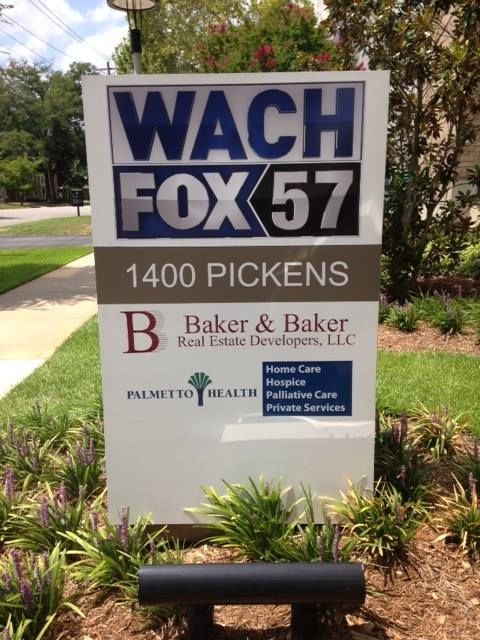 WACH
FOX 57
1400 PICKENS
B Baker & Baker
Real Estate Developers, LLC
PALMETTO HEALTH
Home Care
Hospice
Palliative Care
Private Services